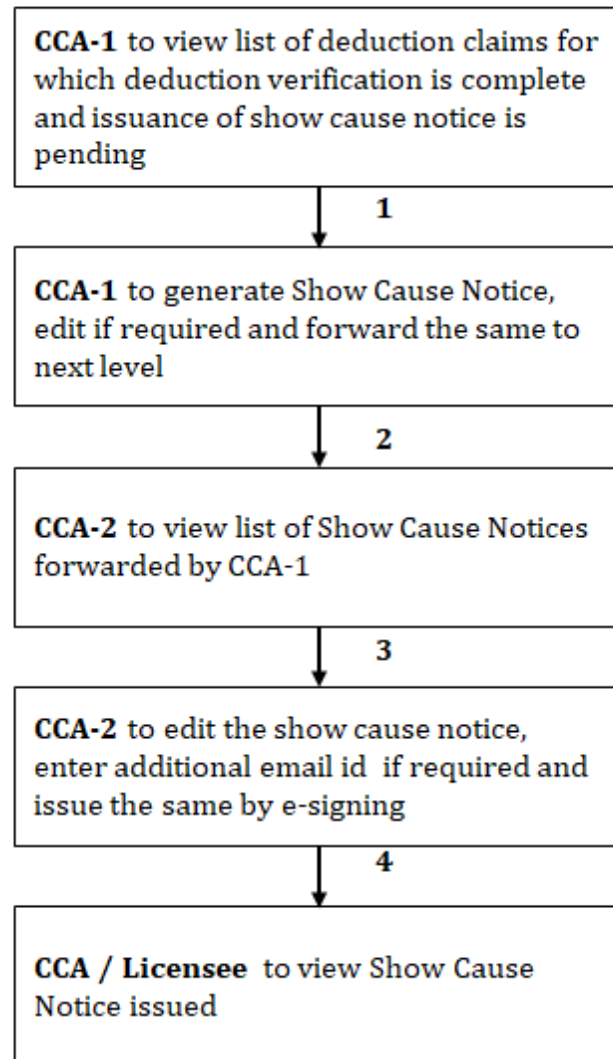 CCA-1 to view list of deduction claims for
which deduction verification is complete
and issuance of show cause notice is
pending
1
CCA-1 to generate Show Cause Notice,
edit if required and forward the same to
next level
2
CCA-2 to view list of Show Cause Notices
forwarded by CCA-1
3
CCA-2 to edit the show cause notice,
enter additional email id if required and
issue the same by e-signing
4
CCA / Licensee to view Show Cause
Notice issued